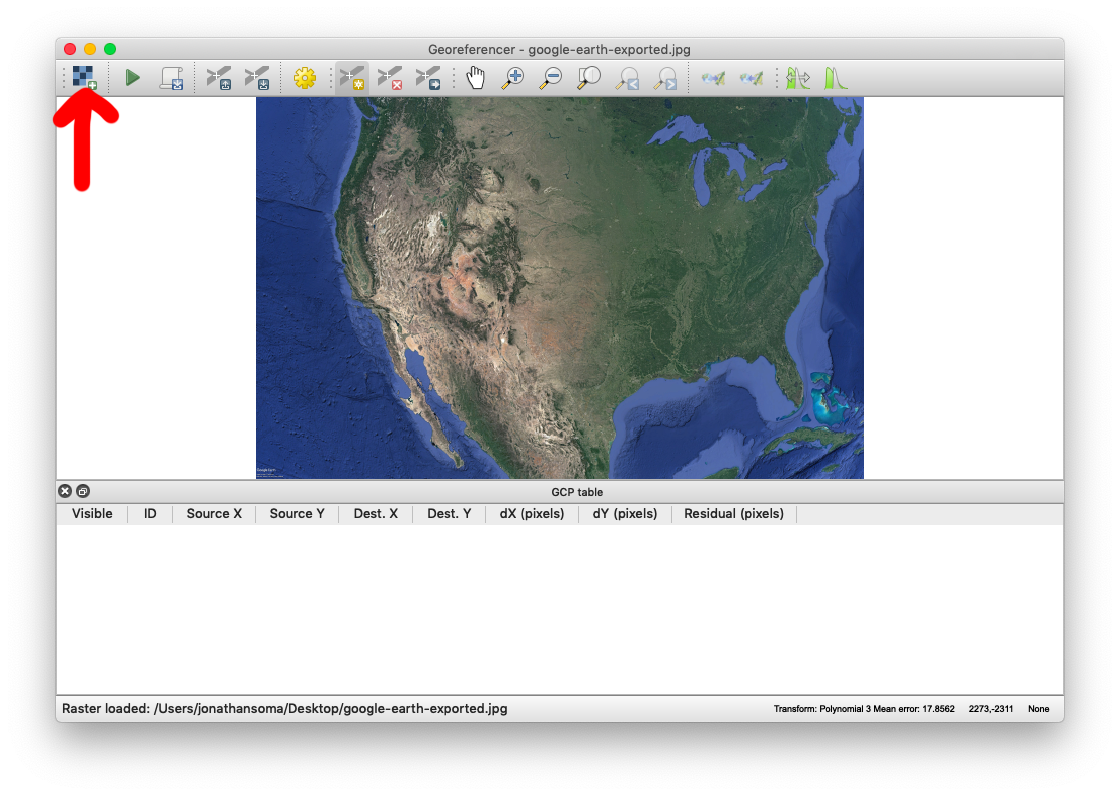 Georeferencer - google-earth-exported.jpg
Google Earth
GCP table
Visible ID Source X Source Y Dest. X Dest. Y dX (pixels) dY (pixels) Residual (pixels)
Raster loaded: /Users/jonathansoma/Desktop/google-earth-exported.jpg Transform: Polynomial 3 Mean error: 17.8562 2273,-2311 None